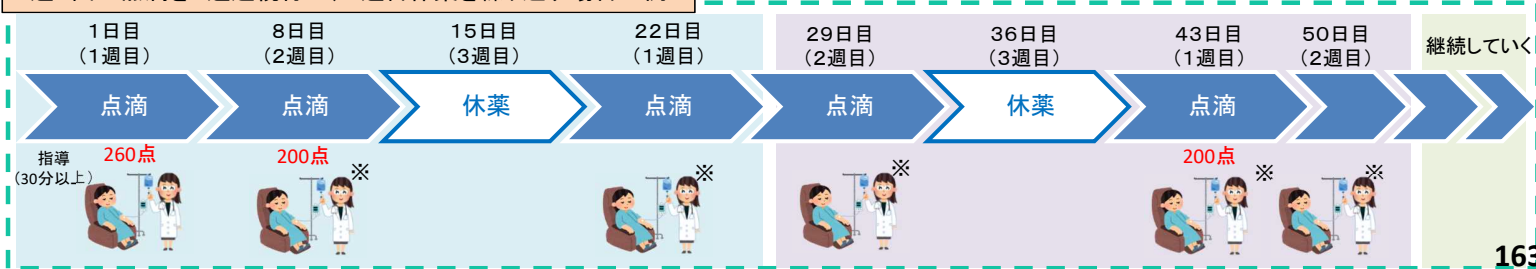 1日目
(1週目)
8日目
(2週目)
15日目
(3週目)
22日目
(1週目)
29日目
(2週目)
36日目
(3週目)
43日目
(1週目)
50日目
(2週目)
継続していく
点滴
点滴
休薬
点滴
点滴
休薬
点滴
指導
(30分以上)
260点
200点
※
※
※
200点
※
※
163